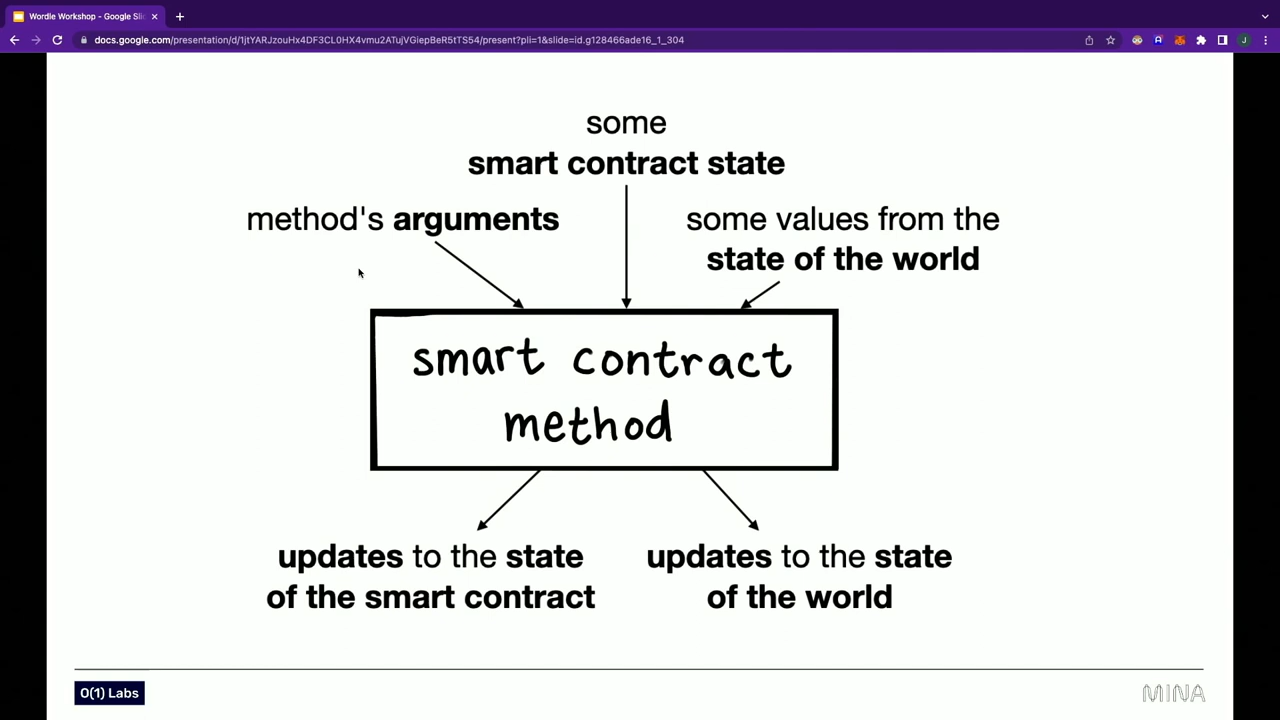 Wordle Workshop - Google Sli
docs.google.com/presentation/d/1jtYARJzouHx4DF3CL0HX4vmu2ATujVGiepBeR5tTS54/present?pli=1&slide=id.g128466ade16_1_304
J
some
smart contract state
method's arguments
some values from the
state of the world
smart contract
method
updates to the state
of the smart contract
updates to the state
of the world
O(1) Labs
MINA